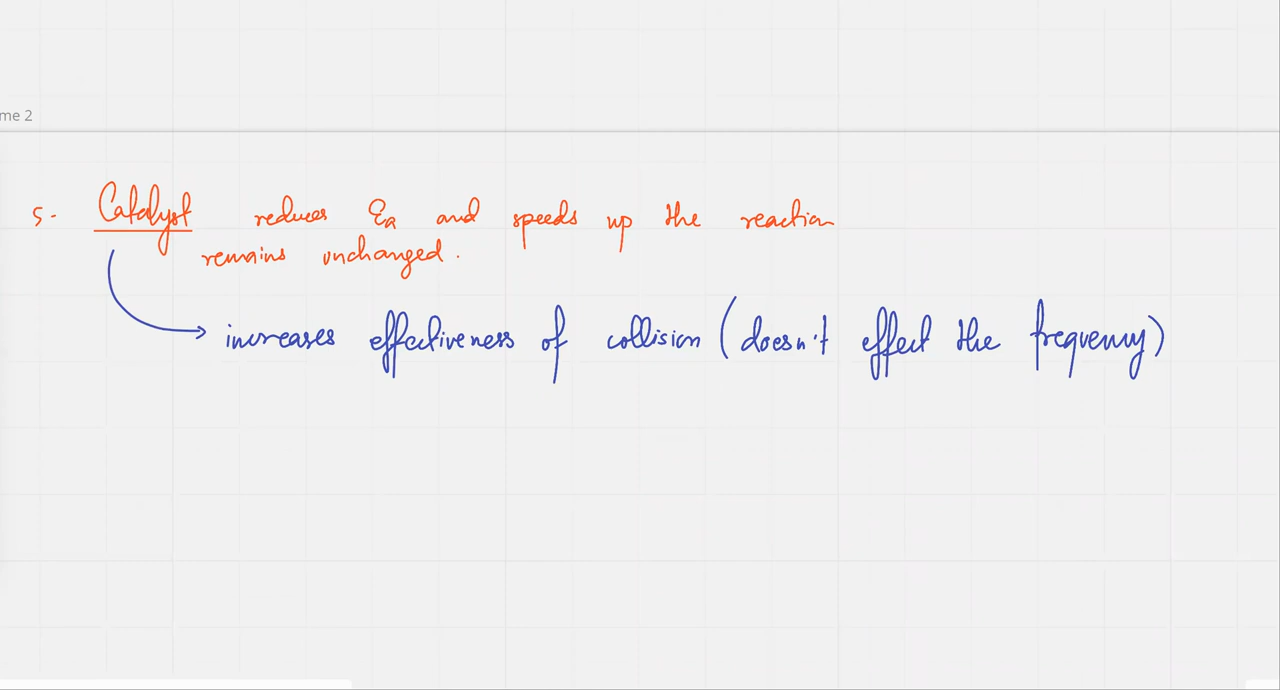 me 2
5. Catalyst reduces Ea and speeds up the reaction
remains unchanged.
increases effectiveness of collision (doesn't effect the frequency)